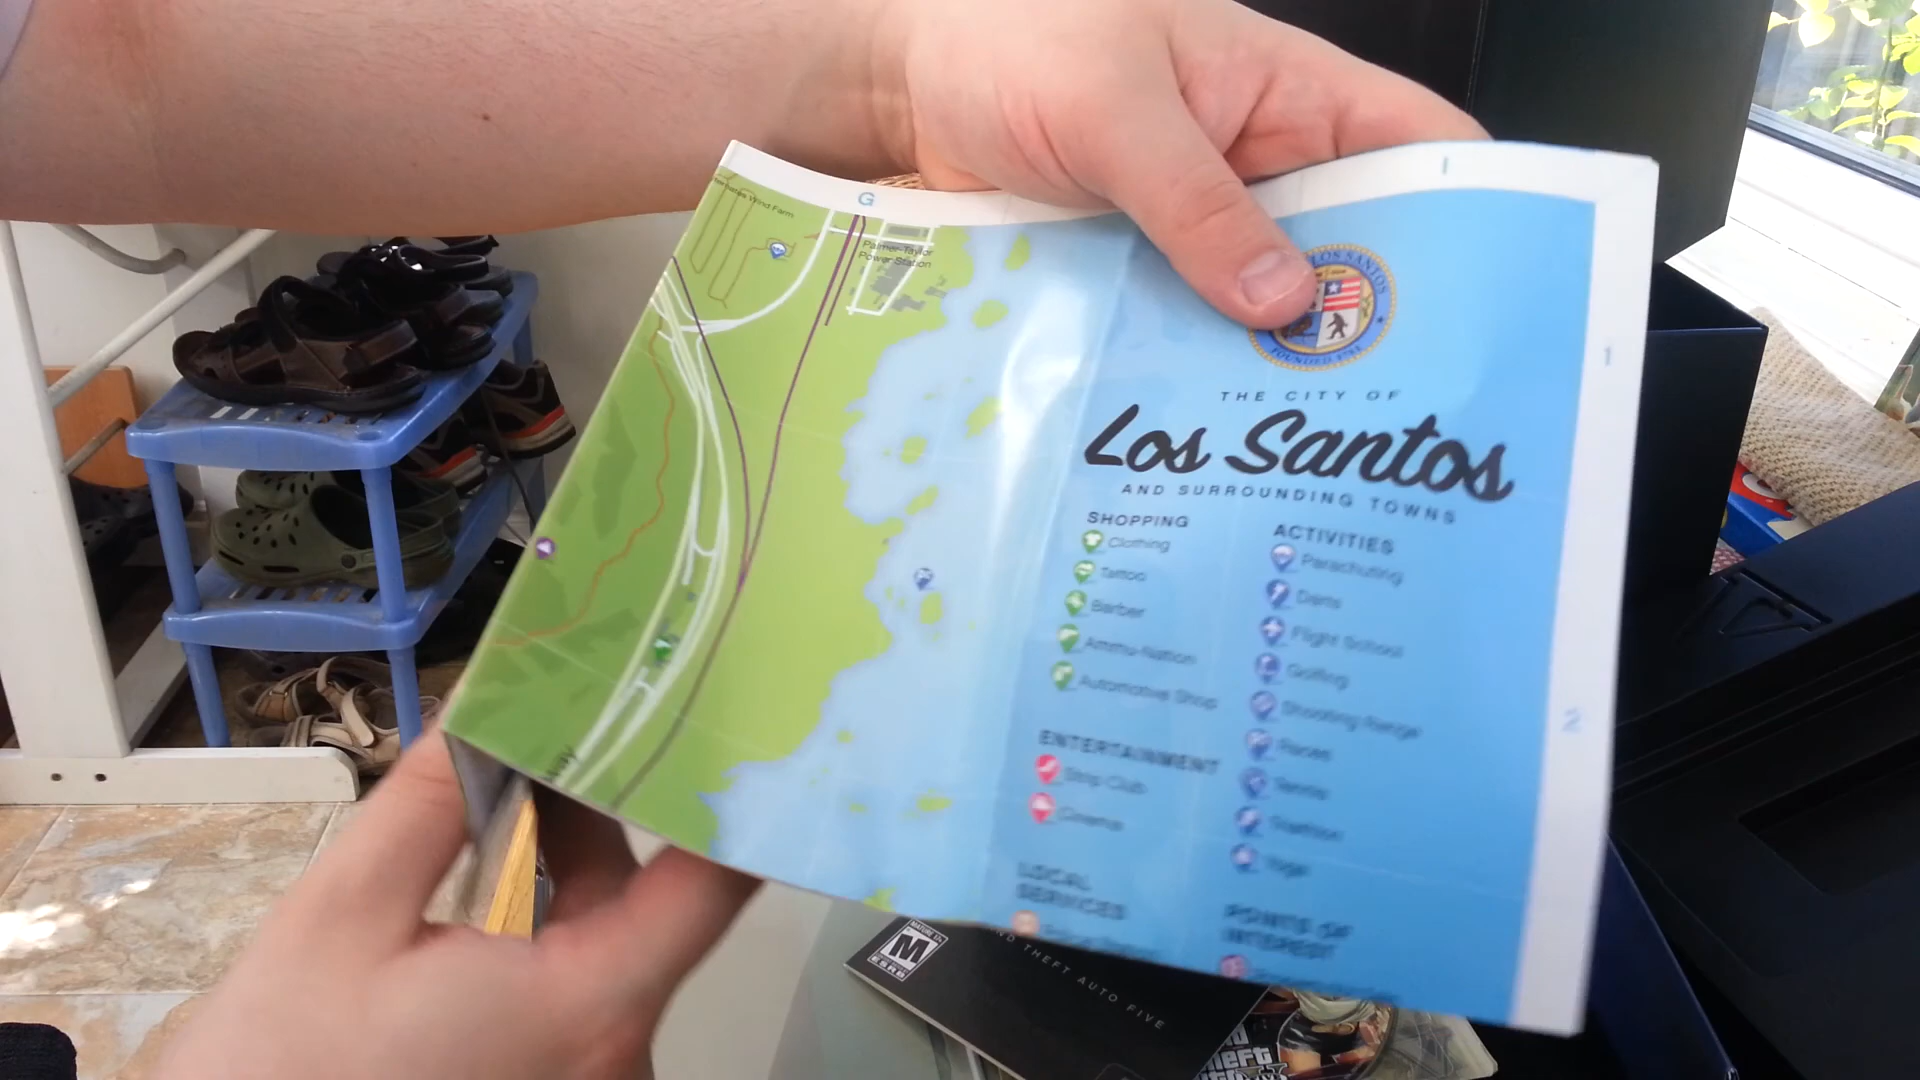 G
I
Wind Farm
Palmer-Taylor
Power Station
LOS SANTOS
THE CITY OF
Los Santos
AND SURROUNDING TOWNS
1
SHOPPING
Clothing
Tattoo
Barber
Ammu-Nation
Automotive Shop
ACTIVITIES
Parachuting
Darts
Flight School
Golfing
Shooting Range
Races
Tennis
Triathlon
Yoga
2
ENTERTAINMENT
Strip Club
Cinema
LOCAL
SERVICES
POINTS OF
INTEREST
MATURE 17+
M
ESRB
THEFT AUTO FIVE